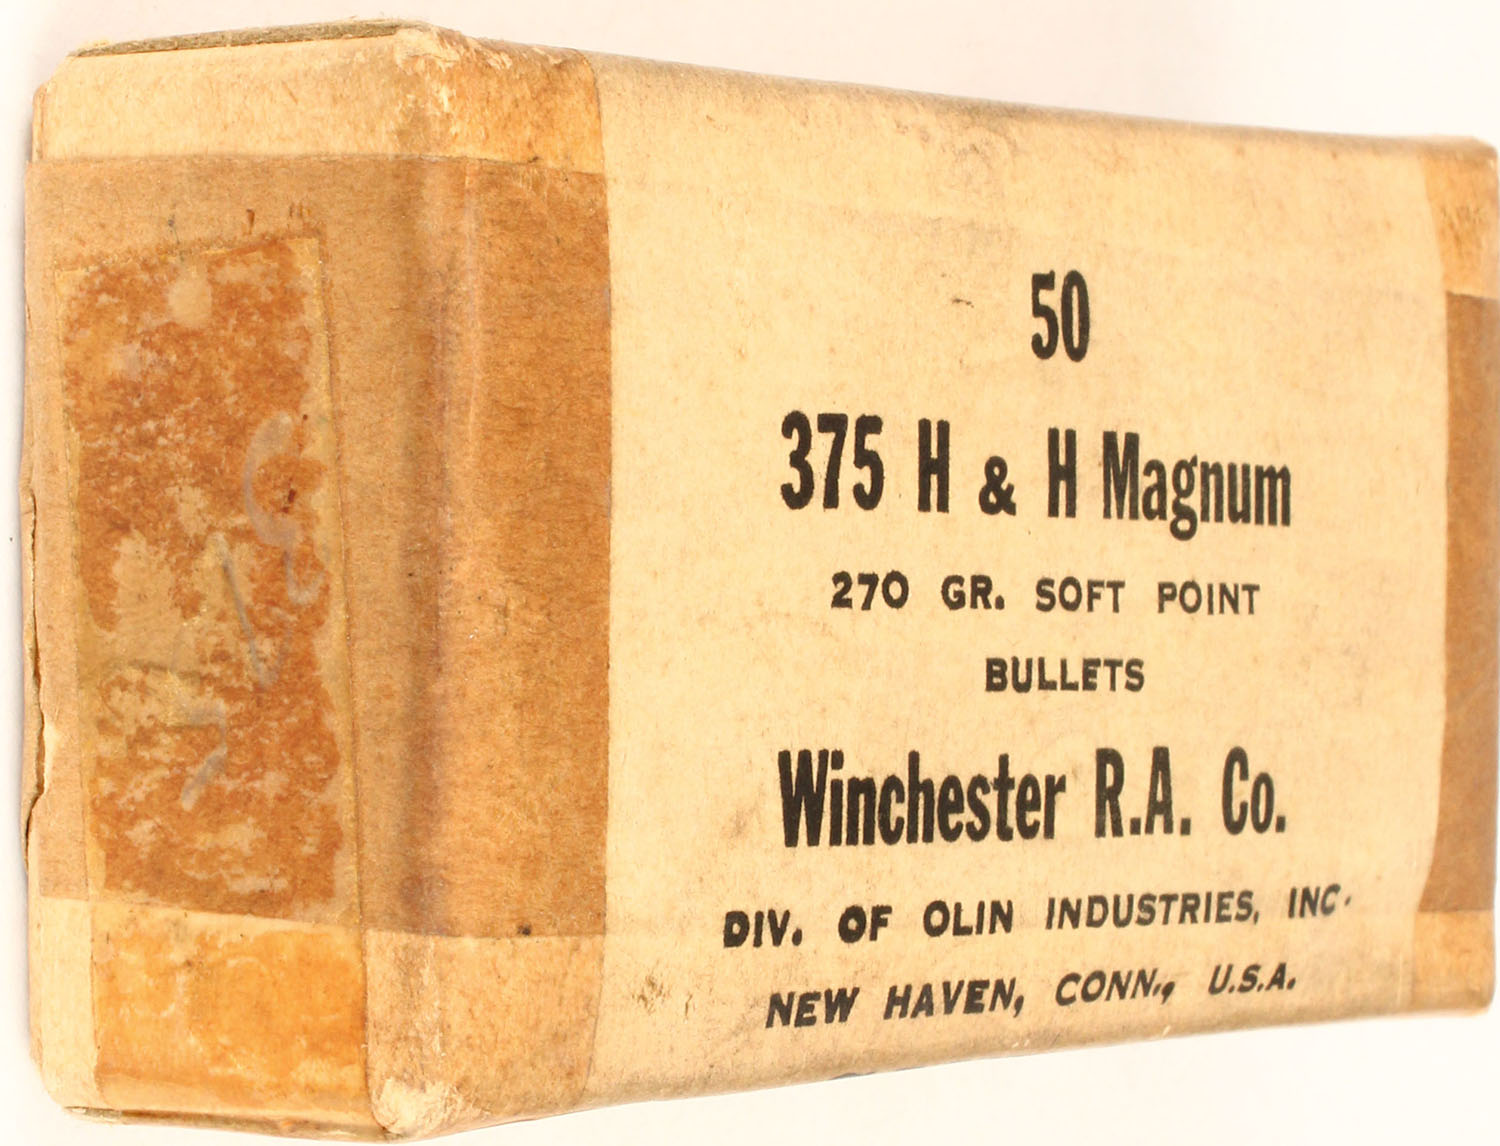 50
375 H & H Magnum
270 GR. SOFT POINT
BULLETS
Winchester R.A. Co.
DIV. OF OLIN INDUSTRIES, INC.
NEW HAVEN, CONN., U.S.A.